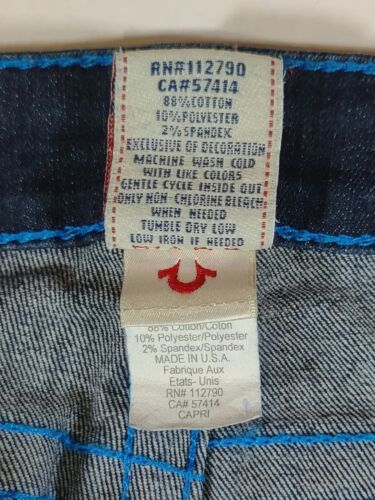 RN#112790
CA#57414
88%COTTON
10%POLYESTER
2%SPANDEX
EXCLUSIVE OF DECORATION
MACHINE WASH COLD
WITH LIKE COLORS
GENTLE CYCLE INSIDE OUT
ONLY NON-CHLORINE BLEACH
WHEN NEEDED
TUMBLE DRY LOW
LOW IRON IF NEEDED
88% Cotton/Coton
10% Polyester/Polyester
2% Spandex/Spandex
MADE IN U.S.A.
Fabrique Aux
Etats- Unis
RN# 112790
CA# 57414
CAPRI